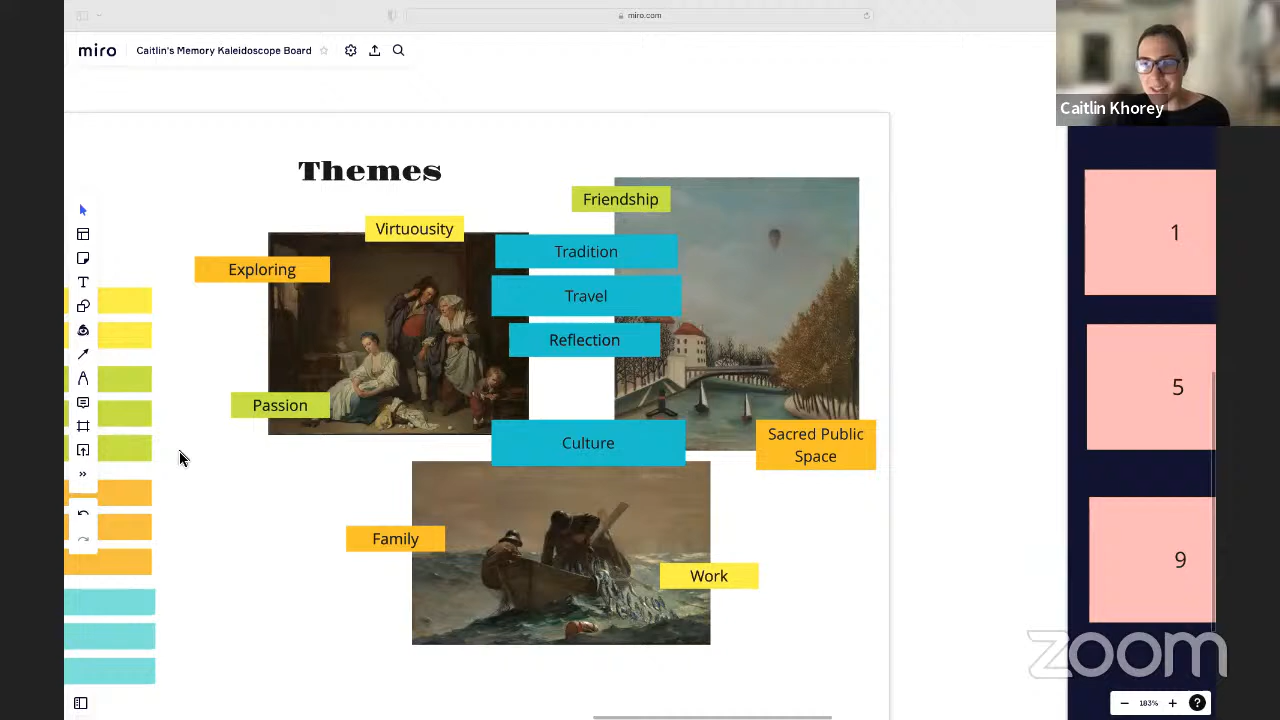 miro.com
miro
Caitlin's Memory Kaleidoscope Board
Caitlin Khorey
Themes
Friendship
Virtuousity
Tradition
Exploring
Travel
Reflection
Passion
Culture
Sacred Public
Space
Family
Work
1
5
9
zoom
183%
?